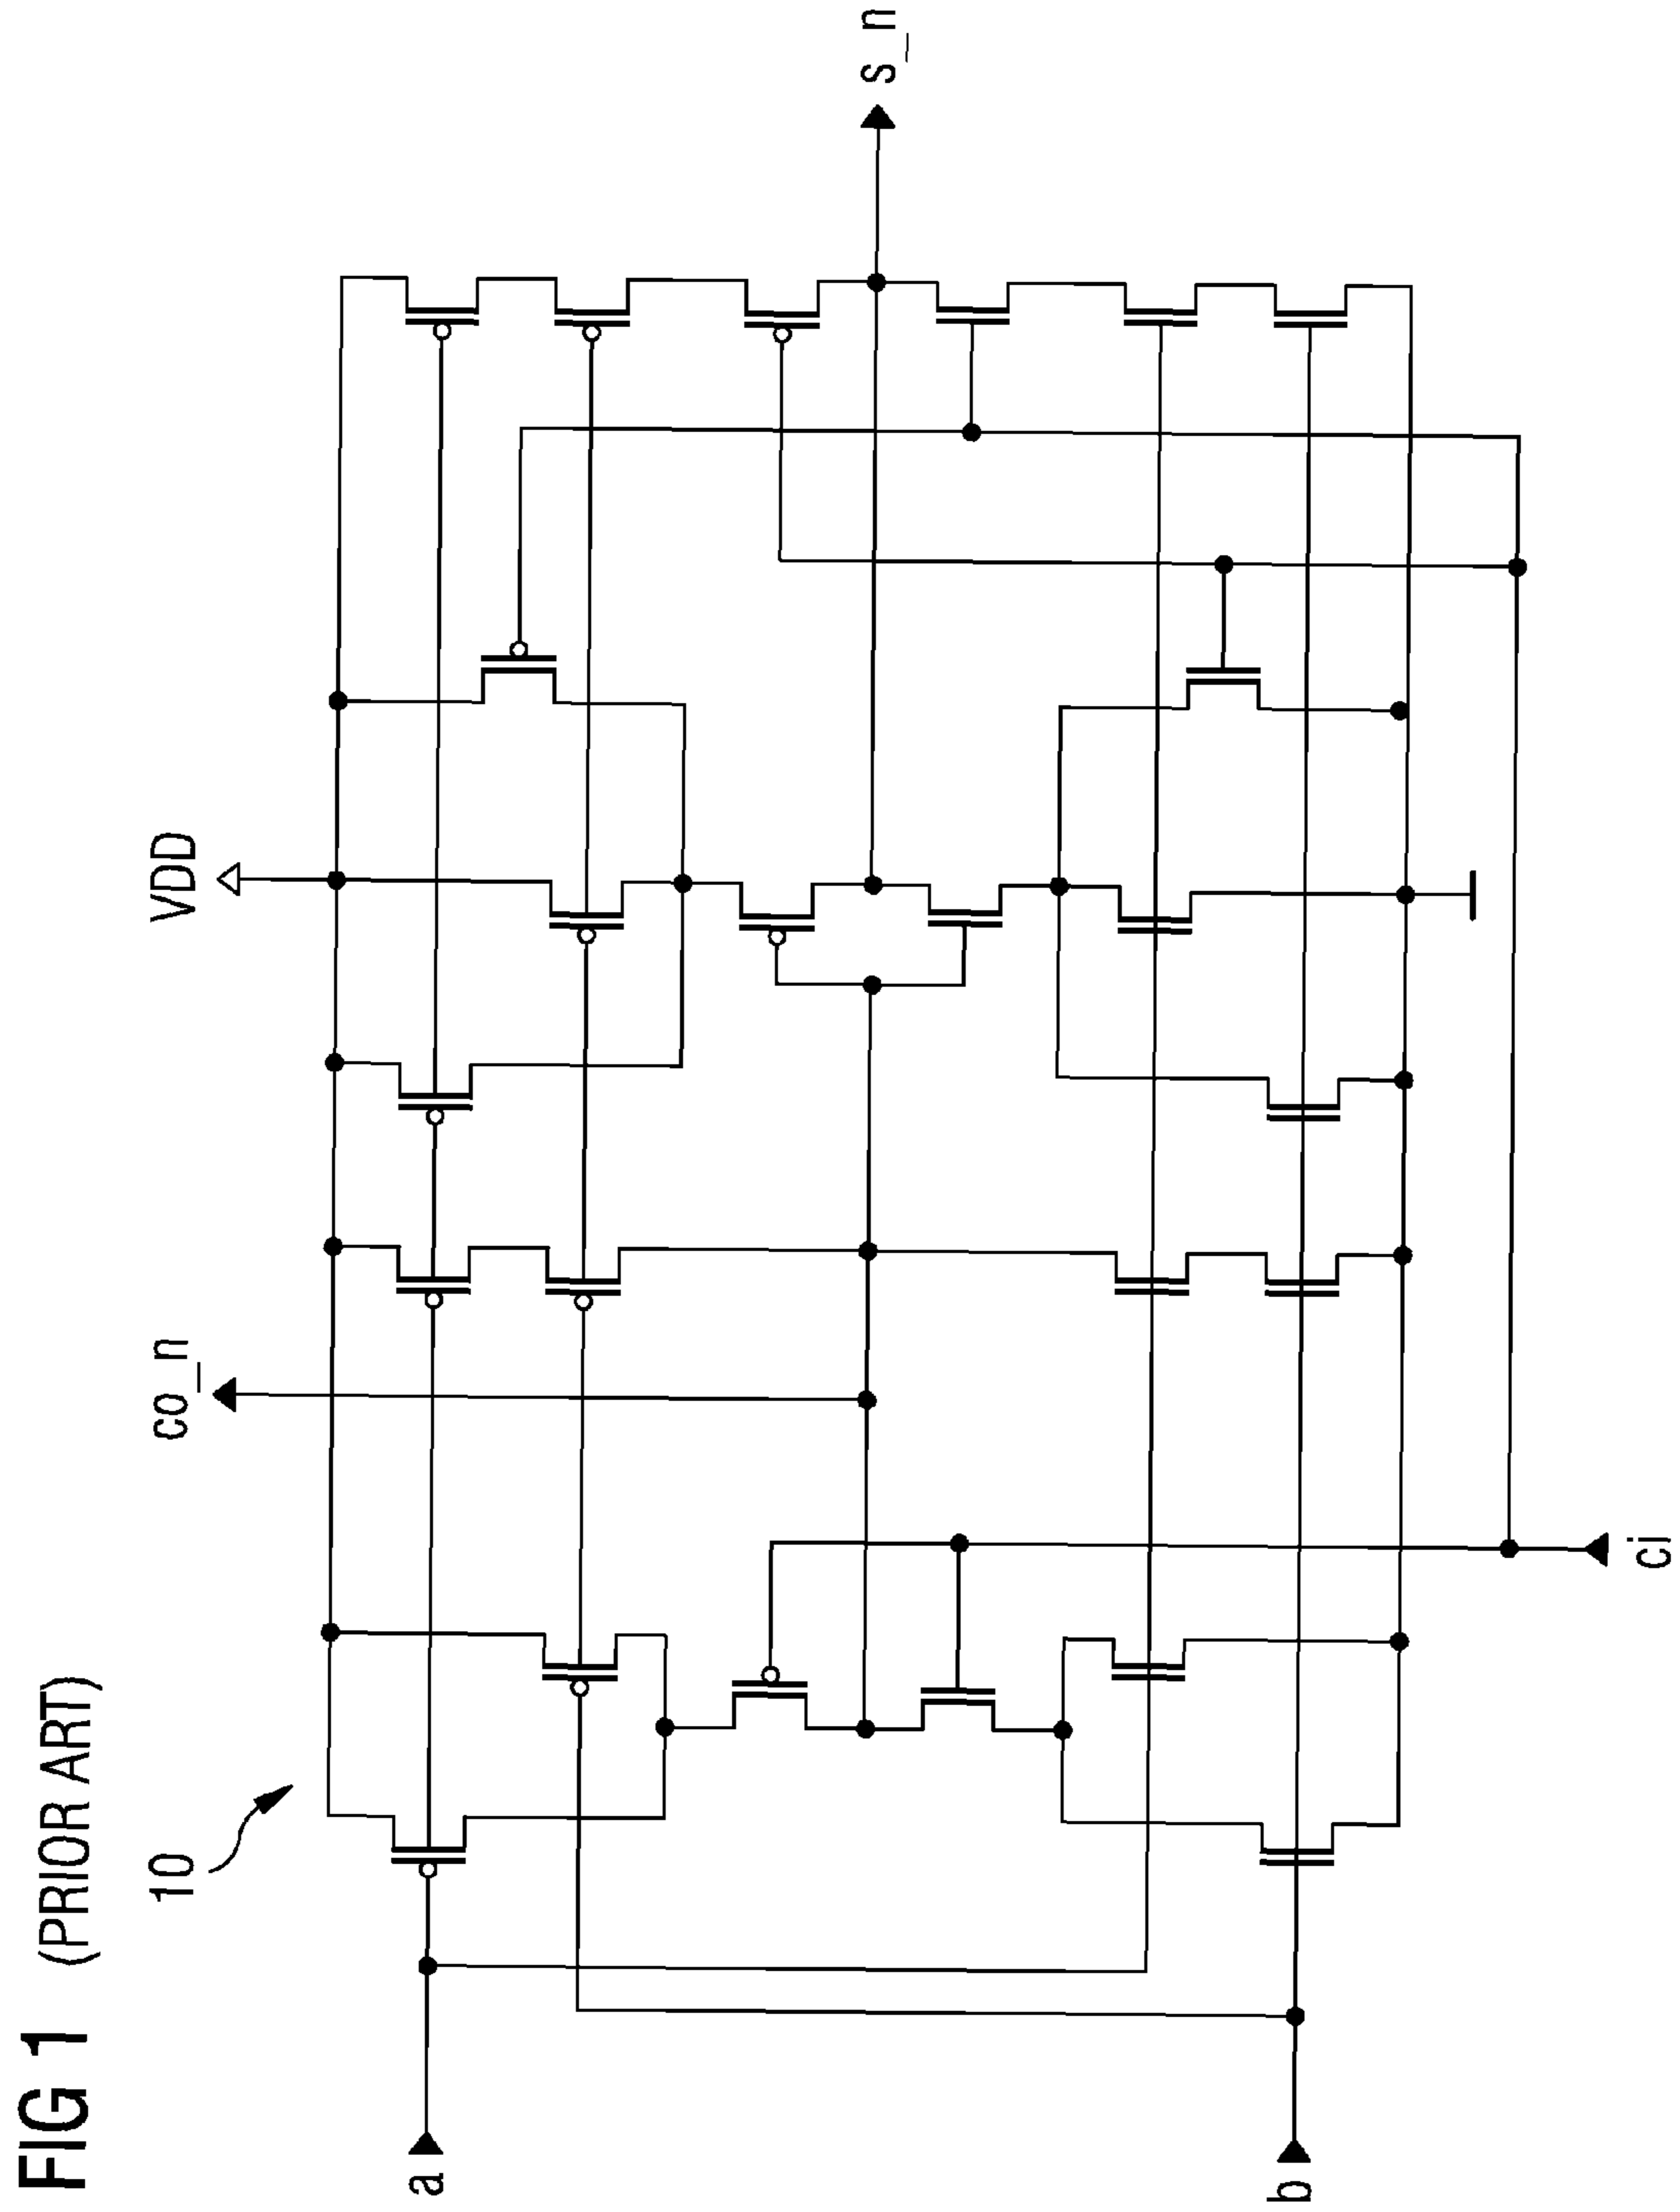 FIG 1 (PRIOR ART)
10
co_n
VDD
a
b
ci
s_n